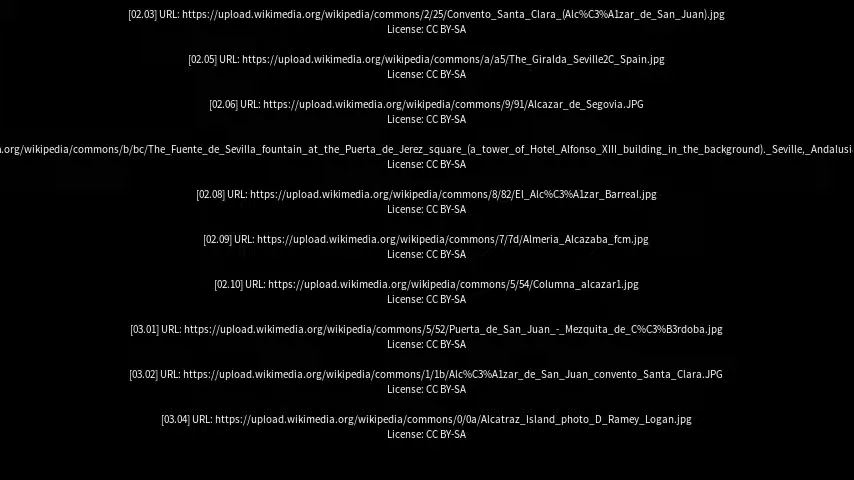 [02.03] URL: https://upload.wikimedia.org/wikipedia/commons/2/25/Convento_Santa_Clara_(Alc%C3%A1zar_de_San_Juan).jpg
License: CC BY-SA
[02.05] URL: https://upload.wikimedia.org/wikipedia/commons/a/a5/The_Giralda_Seville2C_Spain.jpg
License: CC BY-SA
[02.06] URL: https://upload.wikimedia.org/wikipedia/commons/9/91/Alcazar_de_Segovia.JPG
License: CC BY-SA
a.org/wikipedia/commons/b/bc/The_Fuente_de_Sevilla_fountain_at_the_Puerta_de_Jerez_square_(a_tower_of_Hotel_Alfonso_XIII_building_in_the_background)._Seville,_Andalusi
License: CC BY-SA
[02.08] URL: https://upload.wikimedia.org/wikipedia/commons/8/82/El_Alc%C3%A1zar_Barreal.jpg
License: CC BY-SA
[02.09] URL: https://upload.wikimedia.org/wikipedia/commons/7/7d/Almeria_Alcazaba_fcm.jpg
License: CC BY-SA
[02.10] URL: https://upload.wikimedia.org/wikipedia/commons/5/54/Columna_alcazar1.jpg
License: CC BY-SA
[03.01] URL: https://upload.wikimedia.org/wikipedia/commons/5/52/Puerta_de_San_Juan_-_Mezquita_de_C%C3%B3rdoba.jpg
License: CC BY-SA
[03.02] URL: https://upload.wikimedia.org/wikipedia/commons/1/1b/Alc%C3%A1zar_de_San_Juan_convento_Santa_Clara.JPG
License: CC BY-SA
[03.04] URL: https://upload.wikimedia.org/wikipedia/commons/0/0a/Alcatraz_Island_photo_D_Ramey_Logan.jpg
License: CC BY-SA